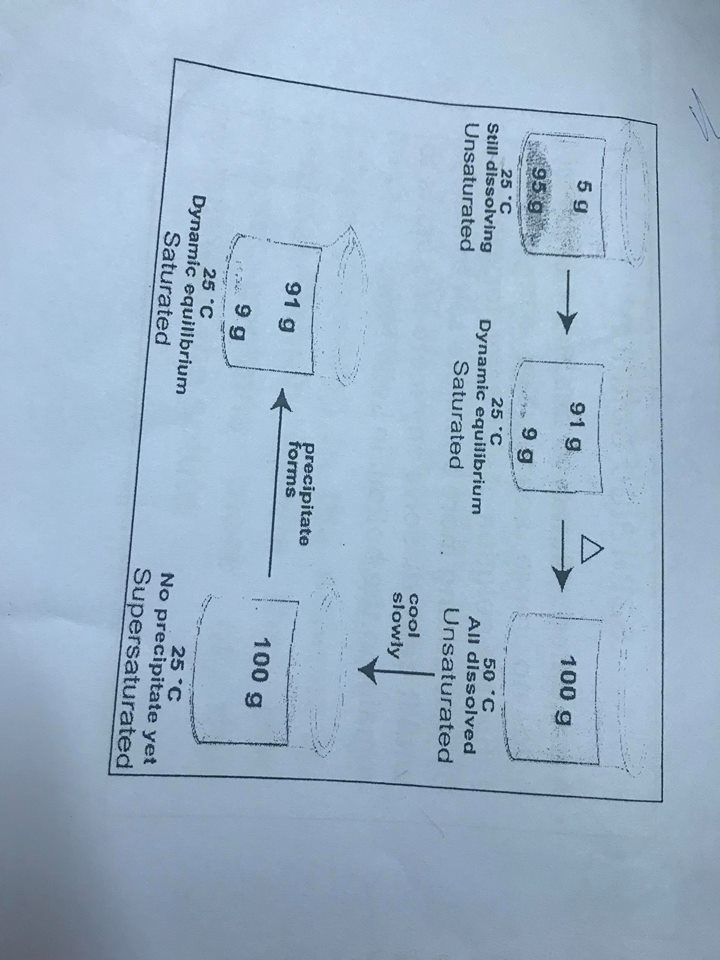 5 g
95 g
25 °C
Still dissolving
Unsaturated
91 g
9 g
25 °C
Dynamic equilibrium
Saturated
△
100 g
50 °C
All dissolved
Unsaturated
cool
slowly
100 g
25 °C
No precipitate yet
Supersaturated
precipitate
forms
91 g
9 g
25 °C
Dynamic equilibrium
Saturated